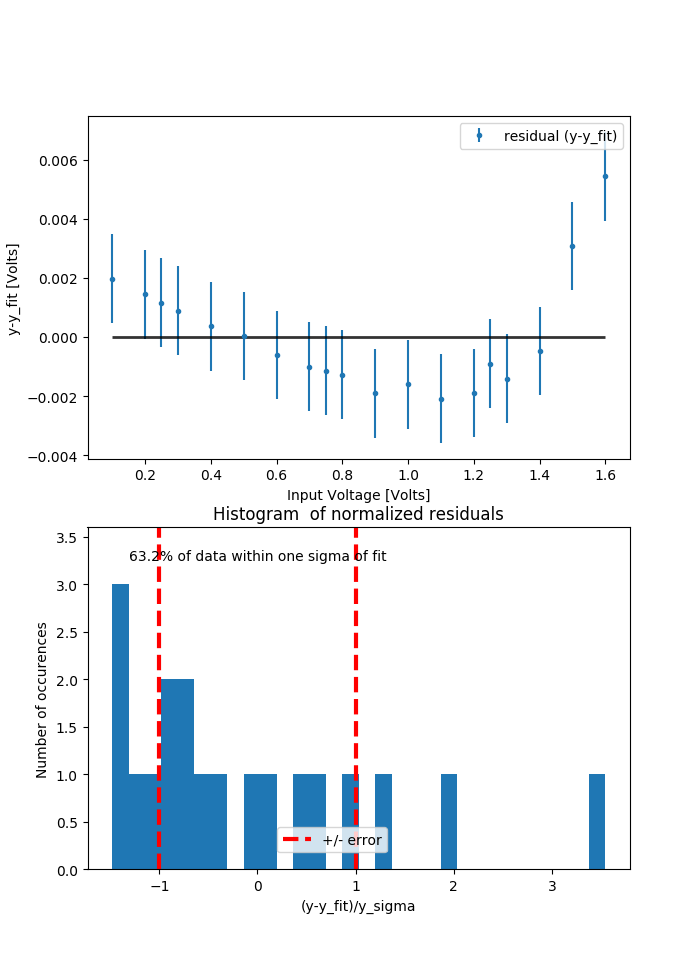 residual (y-y_fit)
0.006
0.004
0.002
0.000
−0.002
−0.004
y-y_fit [Volts]
0.2 0.4 0.6 0.8 1.0 1.2 1.4 1.6
Input Voltage [Volts]
Histogram of normalized residuals
63.2% of data within one sigma of fit
3.5
3.0
2.5
2.0
1.5
1.0
0.5
0.0
Number of occurences
+/- error
−1 0 1 2 3
(y-y_fit)/y_sigma